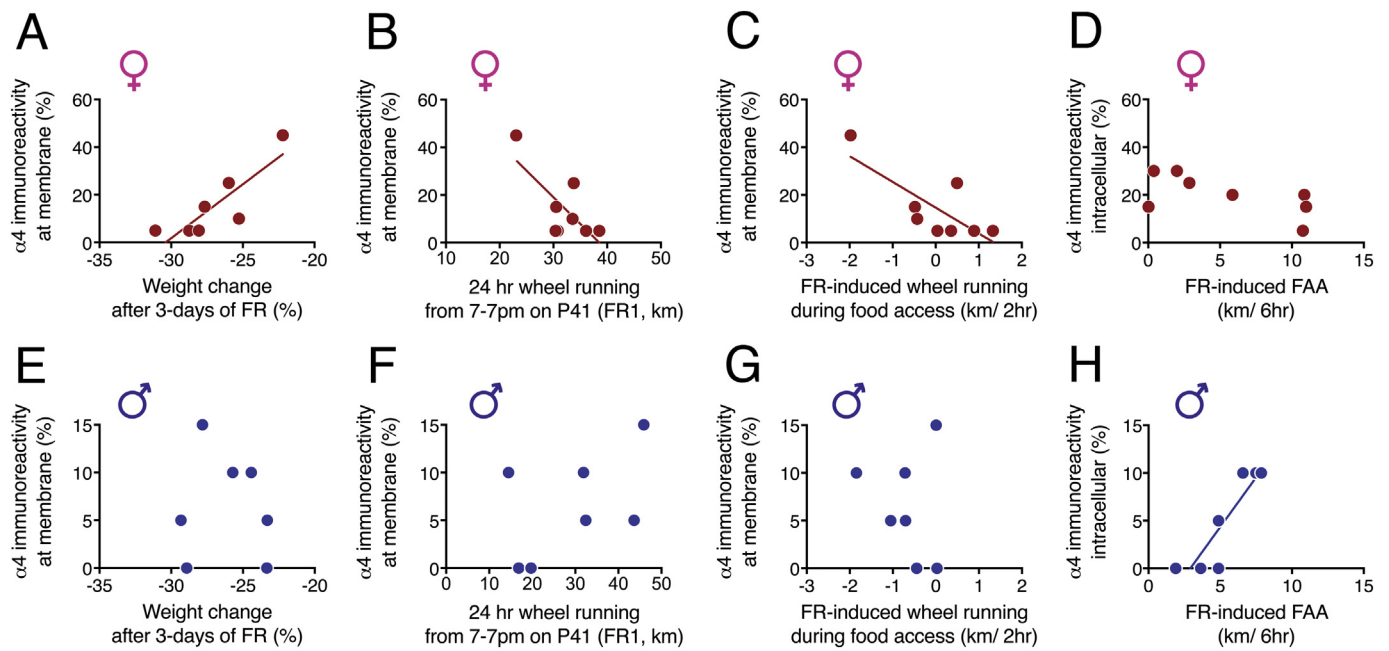 A
♀
α4 immunoreactivity
at membrane (%)
60
40
20
0
-35
-30
-25
-20
Weight change
after 3-days of FR (%)
B
♀
α4 immunoreactivity
at membrane (%)
60
40
20
0
10
20
30
40
50
24 hr wheel running
from 7-7pm on P41 (FR1, km)
C
♀
α4 immunoreactivity
at membrane (%)
60
40
20
0
-3
-2
-1
0
1
2
FR-induced wheel running
during food access (km/ 2hr)
D
♀
α4 immunoreactivity
intracellular (%)
60
40
20
0
0
5
10
15
FR-induced FAA
(km/ 6hr)
E
♂
α4 immunoreactivity
at membrane (%)
15
10
5
0
-35
-30
-25
-20
Weight change
after 3-days of FR (%)
F
♂
α4 immunoreactivity
at membrane (%)
15
10
5
0
0
10
20
30
40
50
24 hr wheel running
from 7-7pm on P41 (FR1, km)
G
♂
α4 immunoreactivity
at membrane (%)
15
10
5
0
-3
-2
-1
0
1
2
FR-induced wheel running
during food access (km/ 2hr)
H
♂
α4 immunoreactivity
intracellular (%)
15
10
5
0
0
5
10
15
FR-induced FAA
(km/ 6hr)